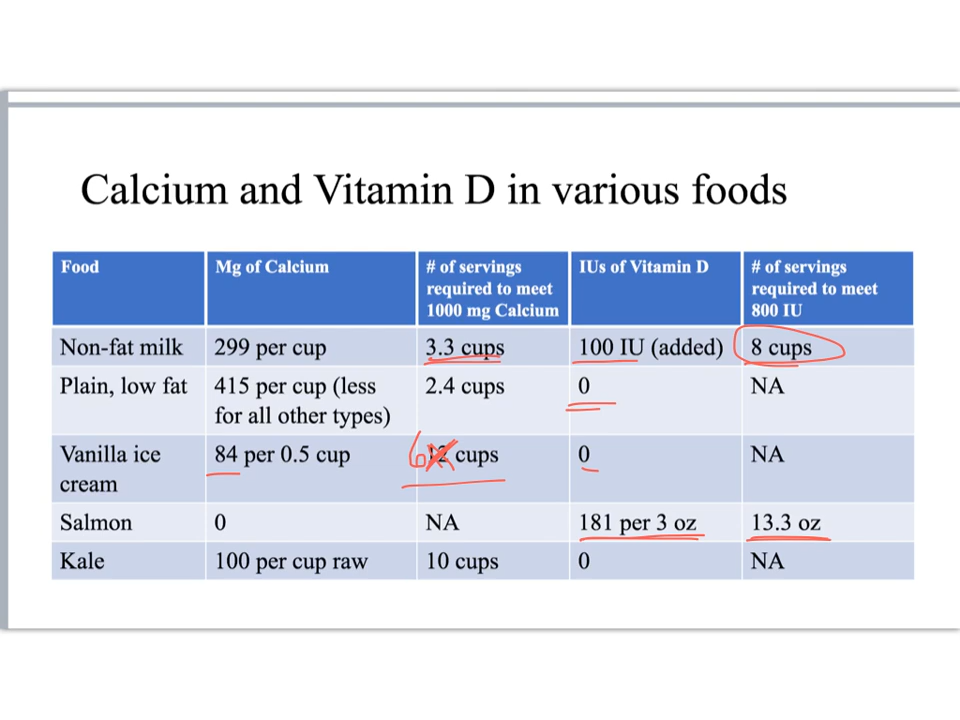 Calcium and Vitamin D in various foods
Food
Mg of Calcium
# of servings
required to meet
1000 mg Calcium
IUs of Vitamin D
# of servings
required to meet
800 IU
Non-fat milk
299 per cup
3.3 cups
100 IU (added)
8 cups
Plain, low fat
415 per cup (less
for all other types)
2.4 cups
0
NA
Vanilla ice
cream
84 per 0.5 cup
6 12 cups
0
NA
Salmon
0
NA
181 per 3 oz
13.3 oz
Kale
100 per cup raw
10 cups
0
NA